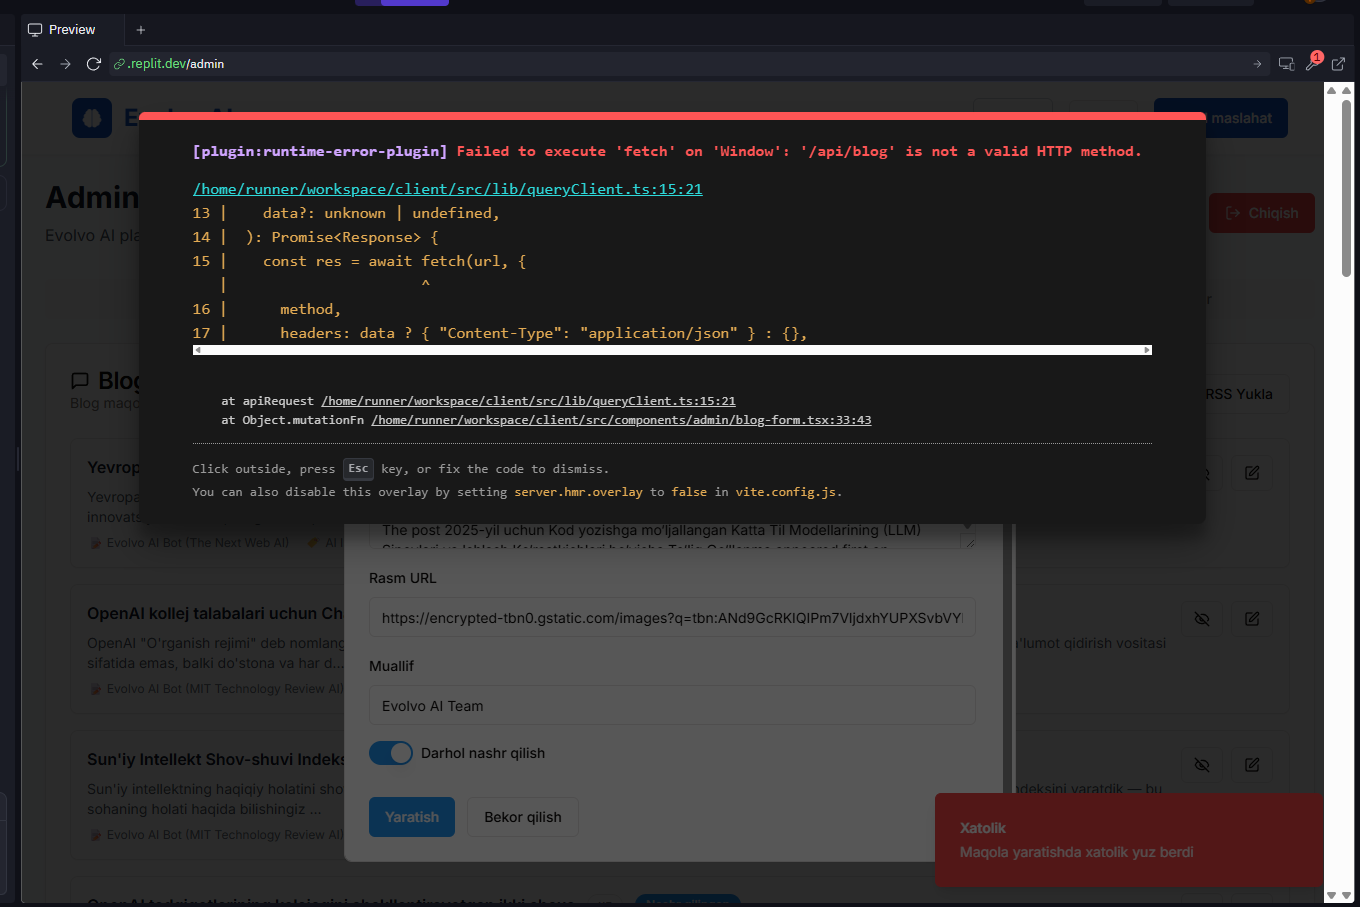 Preview
.replit.dev/admin
1
maslahat
[plugin:runtime-error-plugin] Failed to execute 'fetch' on 'Window': '/api/blog' is not a valid HTTP method.
/home/runner/workspace/client/src/lib/queryClient.ts:15:21
13 | data?: unknown | undefined,
14 | ): Promise<Response> {
15 | const res = await fetch(url, {
| ^
16 | method,
17 | headers: data ? { "Content-Type": "application/json" } : {},
at apiRequest /home/runner/workspace/client/src/lib/queryClient.ts:15:21
at Object.mutationFn /home/runner/workspace/client/src/components/admin/blog-form.tsx:33:43
Click outside, press Esc key, or fix the code to dismiss.
You can also disable this overlay by setting server.hmr.overlay to false in vite.config.js.
Admin
Evolvo AI pla
Chiqish
Blog
Blog maqo
RSS Yukla
Yevrop
Yevropa
innovats
Evolvo AI Bot (The Next Web AI)
The post 2025-yil uchun Kod yozishga mo'ljallangan Katta Til Modellarining (LLM)
Rasm URL
https://encrypted-tbn0.gstatic.com/images?q=tbn:ANd9GcRKIQIPm7VIjdxhYUPXSvbVY
Muallif
Evolvo AI Team
Darhol nashr qilish
Yaratish
Bekor qilish
OpenAI kollej talabalari uchun Ch
OpenAI "O'rganish rejimi" deb nomlang
sifatida emas, balki do'stona va har d...
Evolvo AI Bot (MIT Technology Review AI)
a'lumot qidirish vositasi
Sun'iy Intellekt Shov-shuvi Indeks
Sun'iy intellektning haqiqiy holatini sho
sohaning holati haqida bilishingiz ...
Evolvo AI Bot (MIT Technology Review AI)
ndeksini yaratdik — bu
Xatolik
Maqola yaratishda xatolik yuz berdi